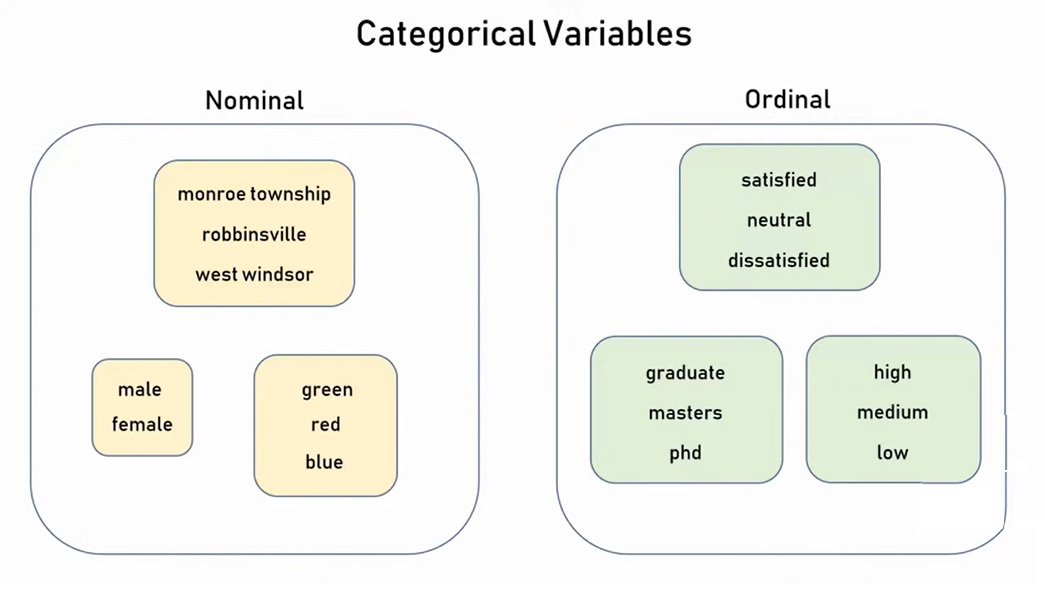 Categorical Variables
Nominal
monroe township
robbinsville
west windsor
male
female
green
red
blue
Ordinal
satisfied
neutral
dissatisfied
graduate
masters
phd
high
medium
low